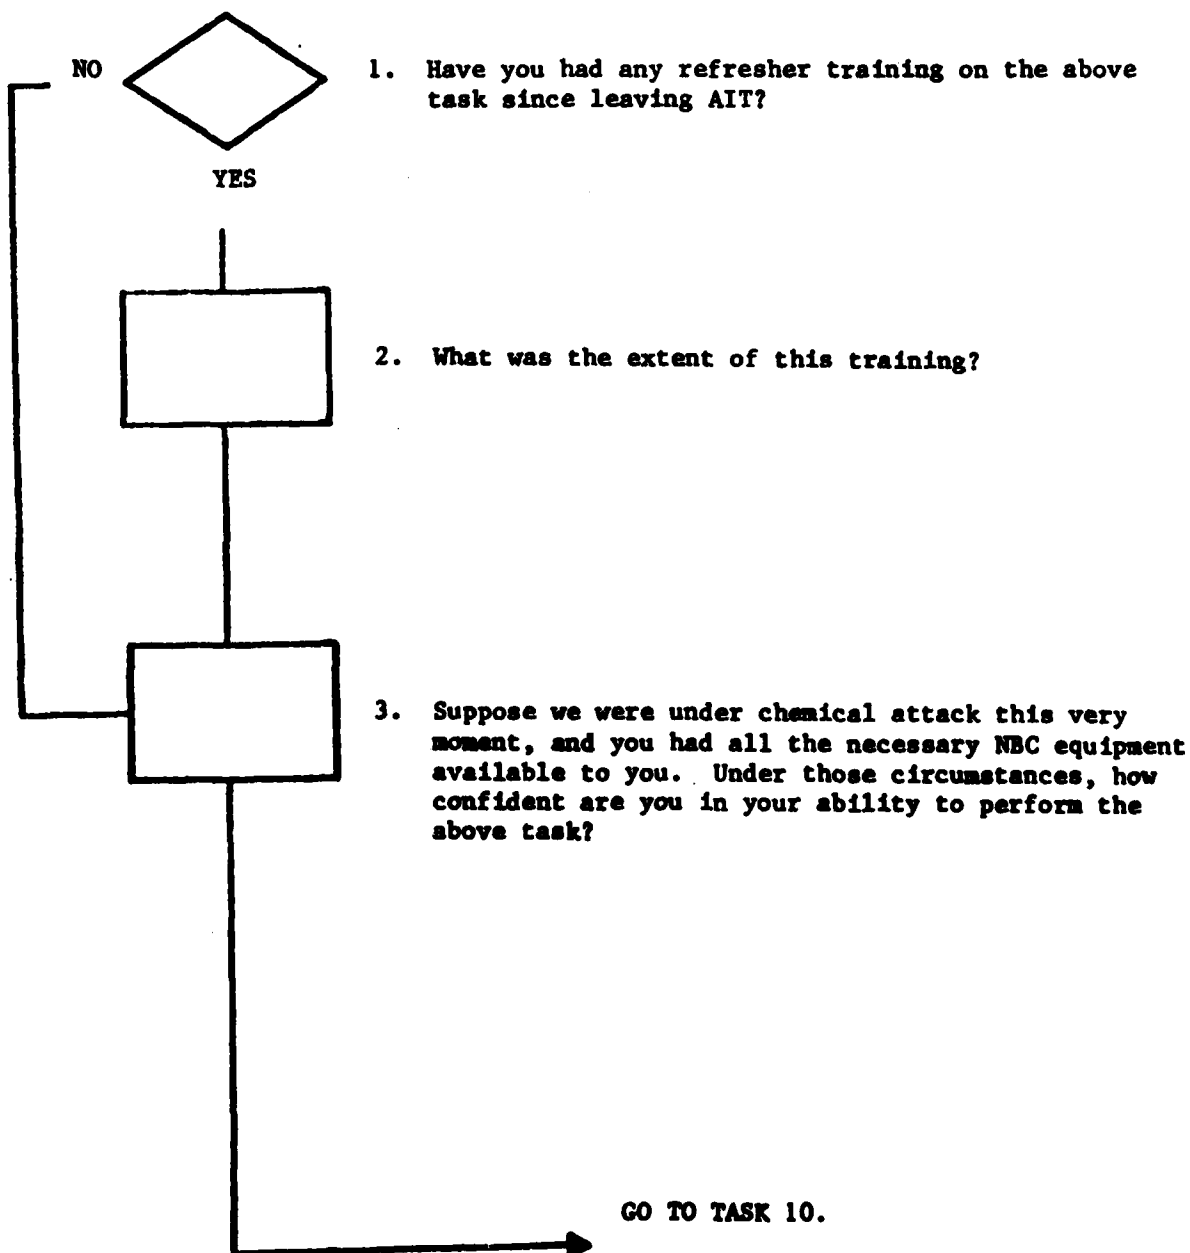 NO
1. Have you had any refresher training on the above
task since leaving AIT?
YES
2. What was the extent of this training?
3. Suppose we were under chemical attack this very
moment, and you had all the necessary NBC equipment
available to you. Under those circumstances, how
confident are you in your ability to perform the
above task?
GO TO TASK 10.